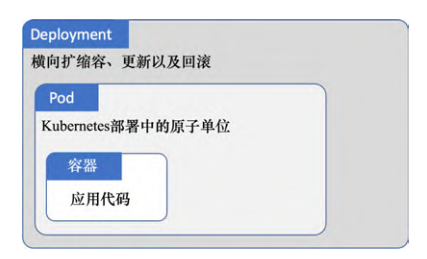 Deployment
横向扩缩容、更新以及回滚
Pod
Kubernetes部署中的原子单位
容器
应用代码